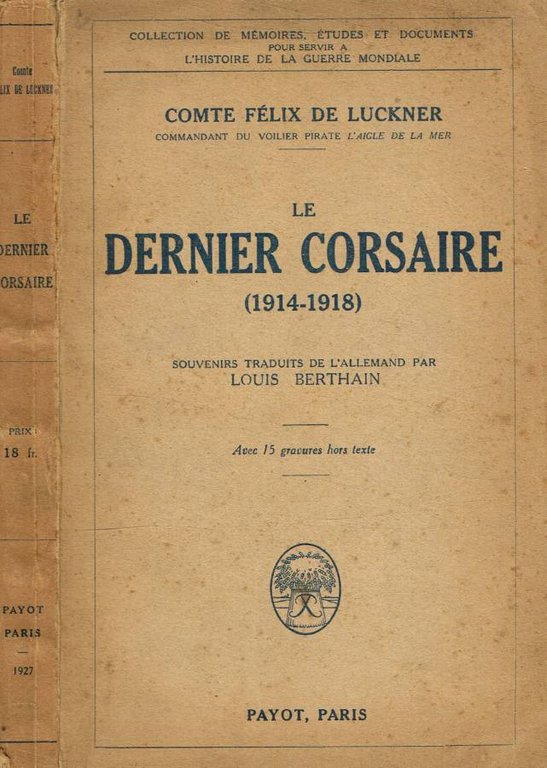 Comte
LIX DE LUCKNER
LE
DERNIER
ORSAIRE
PRIX :
18 fr.
PAYOT
PARIS
1927
COLLECTION DE MÉMOIRES, ÉTUDES ET DOCUMENTS
POUR SERVIR A
L'HISTOIRE DE LA GUERRE MONDIALE
COMTE FÉLIX DE LUCKNER
COMMANDANT DU VOILIER PIRATE L'AIGLE DE LA MER
LE
DERNIER CORSAIRE
(1914-1918)
SOUVENIRS TRADUITS DE L'ALLEMAND PAR
LOUIS BERTHAIN
Avec 15 gravures hors texte
PAYOT, PARIS